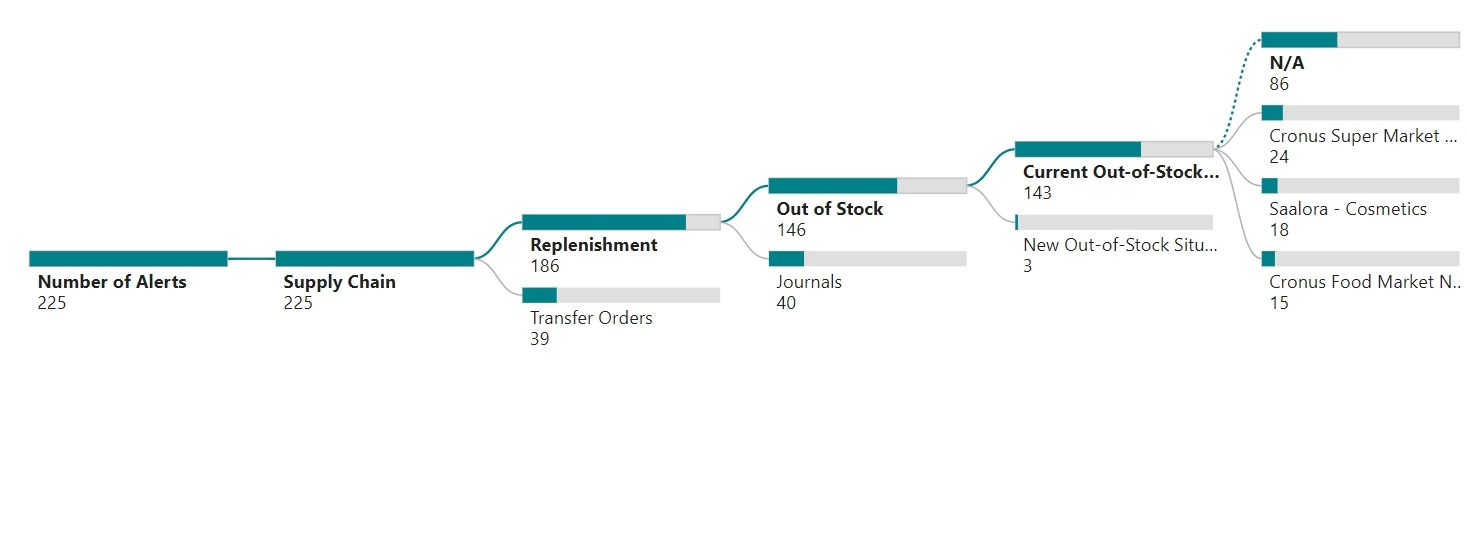 Number of Alerts
225
Supply Chain
225
Replenishment
186
Transfer Orders
39
Out of Stock
146
Journals
40
Current Out-of-Stock...
143
New Out-of-Stock Situ...
3
N/A
86
Cronus Super Market ...
24
Saalora - Cosmetics
18
Cronus Food Market N..
15